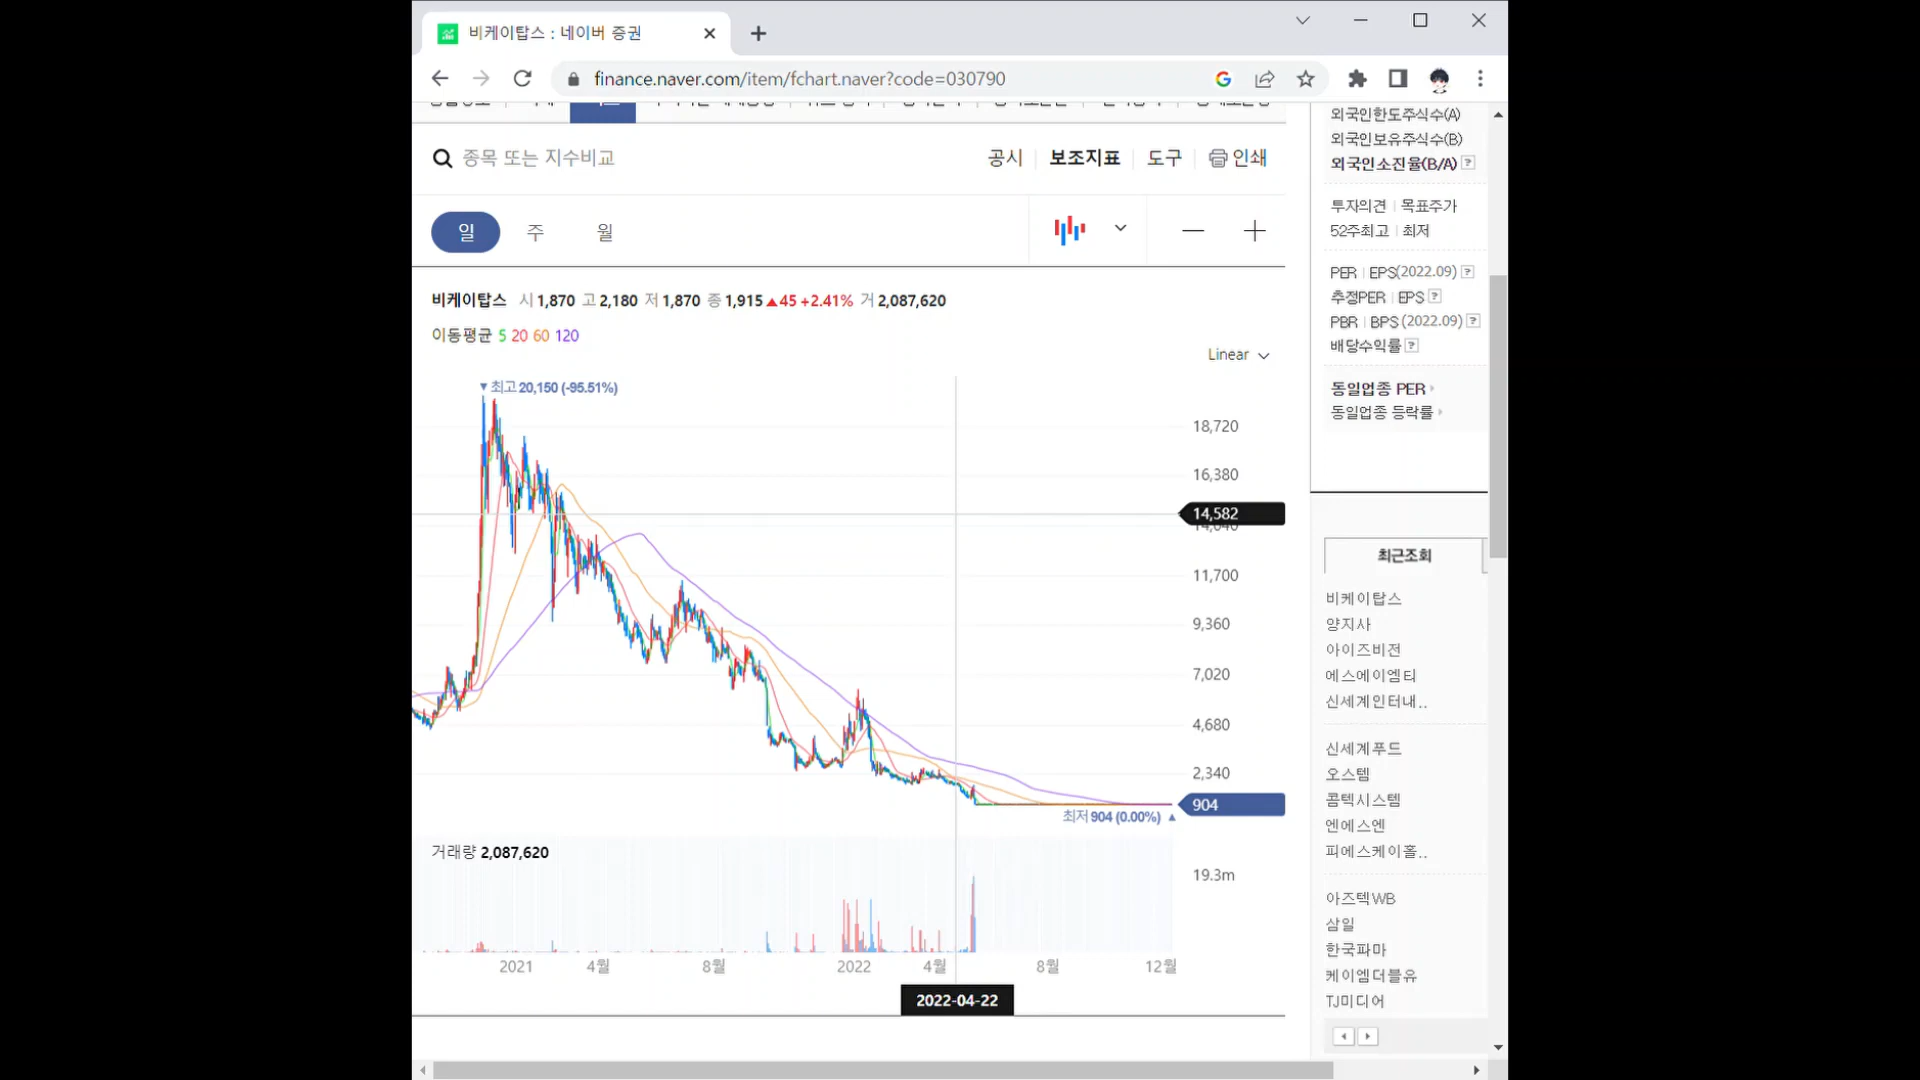 비케이탑스 : 네이버 증권
finance.naver.com/item/fchart.naver?code=030790
종목 또는 지수비교
공시 보조지표 도구 인쇄
일 주 월
비케이탑스 시 1,870 고 2,180 저 1,870 종 1,915 ▲45 +2.41% 거 2,087,620
이동평균 5 20 60 120
Linear
▼최고 20,150 (-95.51%)
18,720
16,380
14,582
14,040
11,700
9,360
7,020
4,680
2,340
904
최저 904 (0.00%) ▲
거래량 2,087,620
19.3m
2021 4월 8월 2022 4월 8월 12월
2022-04-22
외국인한도주식수(A)
외국인보유주식수(B)
외국인소진율(B/A) ?
투자의견 | 목표주가
52주최고 | 최저
PER | EPS(2022.09) ?
추정PER | EPS ?
PBR | BPS (2022.09) ?
배당수익률 ?
동일업종 PER
동일업종 등락률
최근조회
비케이탑스
양지사
아이즈비전
에스에이엠티
신세계인터내..
신세계푸드
오스템
콤텍시스템
엔에스엔
피에스케이홀..
아즈텍WB
삼일
한국파마
케이엠더블유
TJ미디어